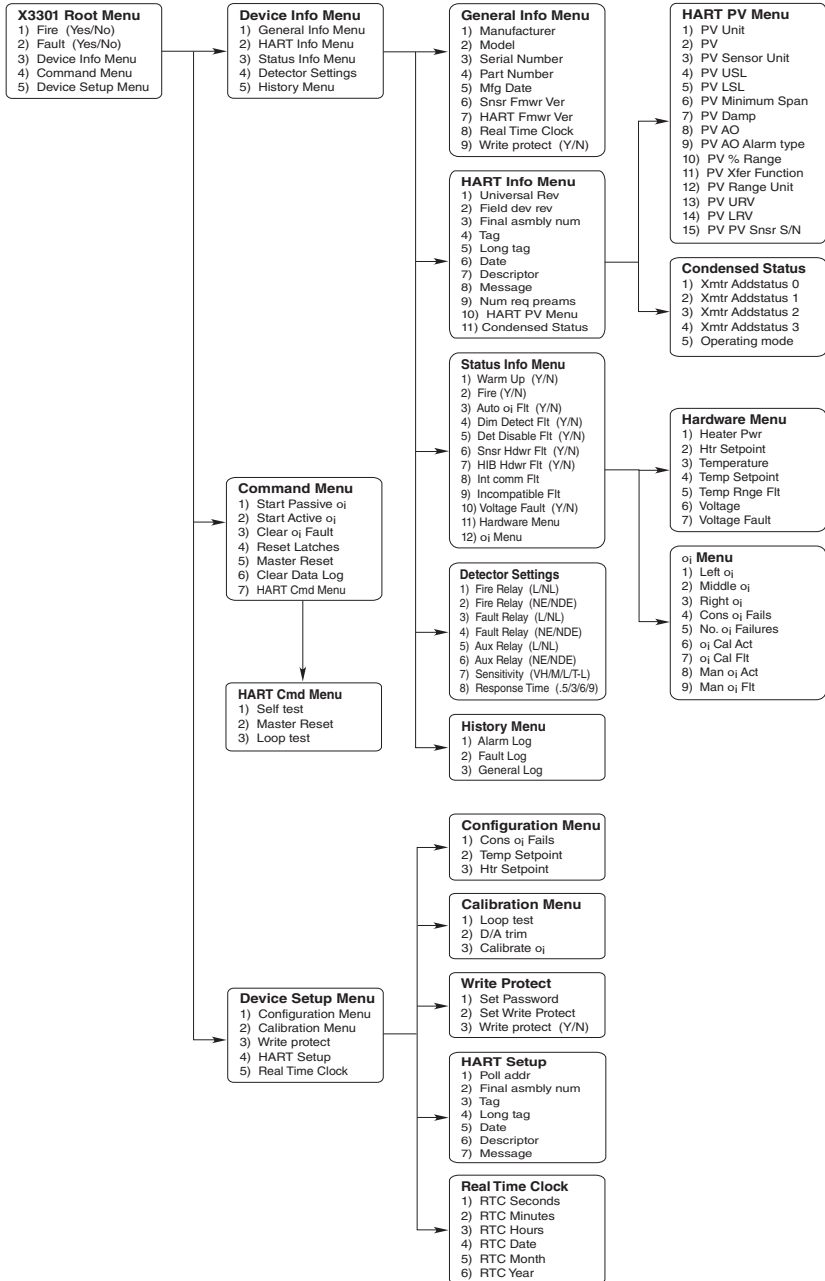 X3301 Root Menu
1) Fire (Yes/No)
2) Fault (Yes/No)
3) Device Info Menu
4) Command Menu
5) Device Setup Menu
Device Info Menu
1) General Info Menu
2) HART Info Menu
3) Status Info Menu
4) Detector Settings
5) History Menu
General Info Menu
1) Manufacturer
2) Model
3) Serial Number
4) Part Number
5) Mfg Date
6) Snsr Fmwr Ver
7) HART Fmwr Ver
8) Real Time Clock
9) Write protect (Y/N)
HART PV Menu
1) PV Unit
2) PV
3) PV Sensor Unit
4) PV USL
5) PV LSL
6) PV Minimum Span
7) PV Damp
8) PV AO
9) PV AO Alarm type
10) PV % Range
11) PV Xfer Function
12) PV Range Unit
13) PV URV
14) PV LRV
15) PV PV Snsr S/N
HART Info Menu
1) Universal Rev
2) Field dev rev
3) Final asmbly num
4) Tag
5) Long tag
6) Date
7) Descriptor
8) Message
9) Num req preams
10) HART PV Menu
11) Condensed Status
Condensed Status
1) Xmtr Addstatus 0
2) Xmtr Addstatus 1
3) Xmtr Addstatus 2
4) Xmtr Addstatus 3
5) Operating mode
Status Info Menu
1) Warm Up (Y/N)
2) Fire (Y/N)
3) Auto oi Flt (Y/N)
4) Dim Detect Flt (Y/N)
5) Det Disable Flt (Y/N)
6) Snsr Hdwr Flt (Y/N)
7) HIB Hdwr Flt (Y/N)
8) Int comm Flt
9) Incompatible Flt
10) Voltage Fault (Y/N)
11) Hardware Menu
12) oi Menu
Hardware Menu
1) Heater Pwr
2) Htr Setpoint
3) Temperature
4) Temp Setpoint
5) Temp Rnge Flt
6) Voltage
7) Voltage Fault
oi Menu
1) Left oi
2) Middle oi
3) Right oi
4) Cons oi Fails
5) No. oi Failures
6) oi Cal Act
7) oi Cal Flt
8) Man oi Act
9) Man oi Flt
Command Menu
1) Start Passive oi
2) Start Active oi
3) Clear oi Fault
4) Reset Latches
5) Master Reset
6) Clear Data Log
7) HART Cmd Menu
HART Cmd Menu
1) Self test
2) Master Reset
3) Loop test
Detector Settings
1) Fire Relay (L/NL)
2) Fire Relay (NE/NDE)
3) Fault Relay (L/NL)
4) Fault Relay (NE/NDE)
5) Aux Relay (L/NL)
6) Aux Relay (NE/NDE)
7) Sensitivity (VH/M/L/T-L)
8) Response Time (.5/3/6/9)
History Menu
1) Alarm Log
2) Fault Log
3) General Log
Device Setup Menu
1) Configuration Menu
2) Calibration Menu
3) Write protect
4) HART Setup
5) Real Time Clock
Configuration Menu
1) Cons oi Fails
2) Temp Setpoint
3) Htr Setpoint
Calibration Menu
1) Loop test
2) D/A trim
3) Calibrate oi
Write Protect
1) Set Password
2) Set Write Protect
3) Write protect (Y/N)
HART Setup
1) Poll addr
2) Final asmbly num
3) Tag
4) Long tag
5) Date
6) Descriptor
7) Message
Real Time Clock
1) RTC Seconds
2) RTC Minutes
3) RTC Hours
4) RTC Date
5) RTC Month
6) RTC Year